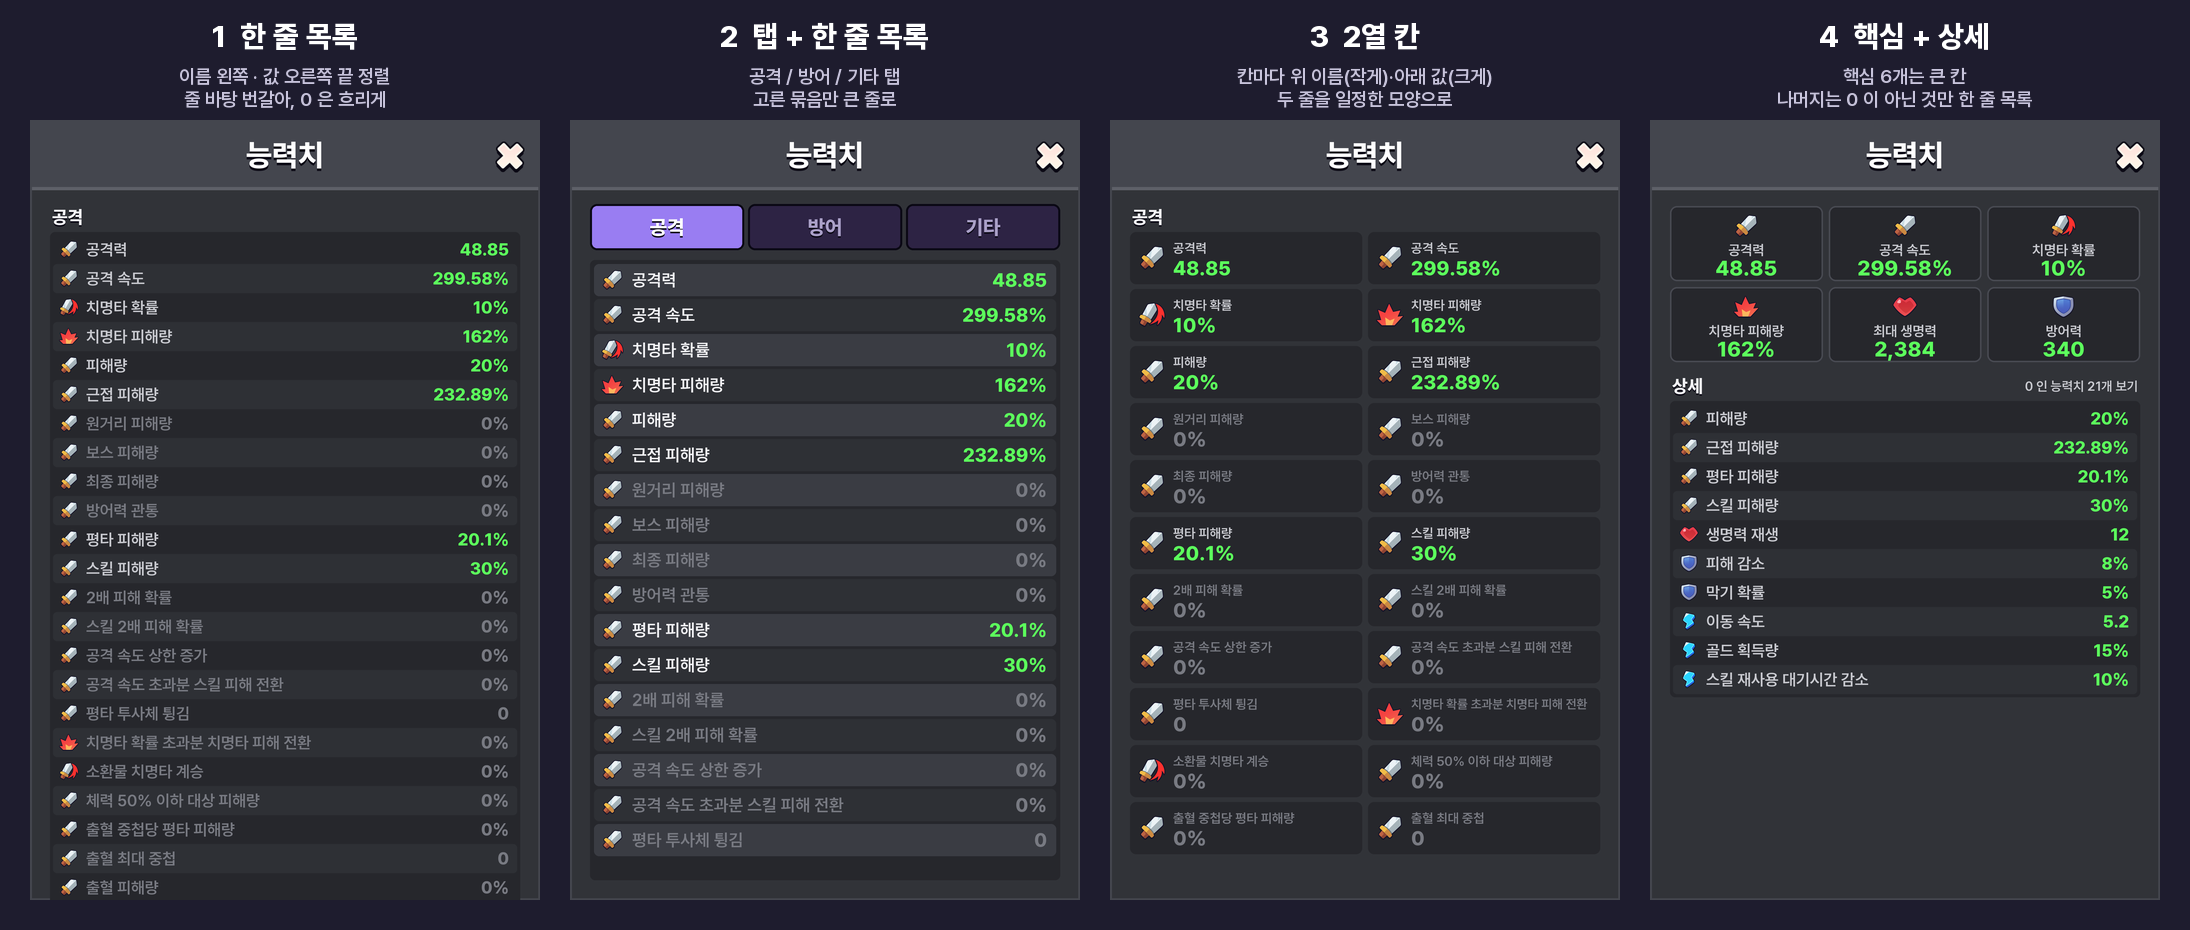 1 한 줄 목록
이름 왼쪽 · 값 오른쪽 끝 정렬
줄 바탕 번갈아, 0 은 흐리게
능력치
공격
공격력 48.85
공격 속도 299.58%
치명타 확률 10%
치명타 피해량 162%
피해량 20%
근접 피해량 232.89%
원거리 피해량 0%
보스 피해량 0%
최종 피해량 0%
방어력 관통 0%
평타 피해량 20.1%
스킬 피해량 30%
2배 피해 확률 0%
스킬 2배 피해 확률 0%
공격 속도 상한 증가 0%
공격 속도 초과분 스킬 피해 전환 0%
평타 투사체 튕김 0
치명타 확률 초과분 치명타 피해 전환 0%
소환물 치명타 계승 0%
체력 50% 이하 대상 피해량 0%
출혈 중첩당 평타 피해량 0%
출혈 최대 중첩 0
출혈 피해량 0%
2 탭 + 한 줄 목록
공격 / 방어 / 기타 탭
고른 묶음만 큰 줄로
능력치
공격 방어 기타
공격력 48.85
공격 속도 299.58%
치명타 확률 10%
치명타 피해량 162%
피해량 20%
근접 피해량 232.89%
원거리 피해량 0%
보스 피해량 0%
최종 피해량 0%
방어력 관통 0%
평타 피해량 20.1%
스킬 피해량 30%
2배 피해 확률 0%
스킬 2배 피해 확률 0%
공격 속도 상한 증가 0%
공격 속도 초과분 스킬 피해 전환 0%
평타 투사체 튕김 0
3 2열 칸
칸마다 위 이름(작게)·아래 값(크게)
두 줄을 일정한 모양으로
능력치
공격
공격력 공격 속도
48.85 299.58%
치명타 확률 치명타 피해량
10% 162%
피해량 근접 피해량
20% 232.89%
원거리 피해량 보스 피해량
0% 0%
최종 피해량 방어력 관통
0% 0%
평타 피해량 스킬 피해량
20.1% 30%
2배 피해 확률 스킬 2배 피해 확률
0% 0%
공격 속도 상한 증가 공격 속도 초과분 스킬 피해 전환
0% 0%
평타 투사체 튕김 치명타 확률 초과분 치명타 피해 전환
0 0%
소환물 치명타 계승 체력 50% 이하 대상 피해량
0% 0%
출혈 중첩당 평타 피해량 출혈 최대 중첩
0% 0
4 핵심 + 상세
핵심 6개는 큰 칸
나머지는 0 이 아닌 것만 한 줄 목록
능력치
공격력 공격 속도 치명타 확률
48.85 299.58% 10%
치명타 피해량 최대 생명력 방어력
162% 2,384 340
상세 0 인 능력치 21개 보기
피해량 20%
근접 피해량 232.89%
평타 피해량 20.1%
스킬 피해량 30%
생명력 재생 12
피해 감소 8%
막기 확률 5%
이동 속도 5.2
골드 획득량 15%
스킬 재사용 대기시간 감소 10%